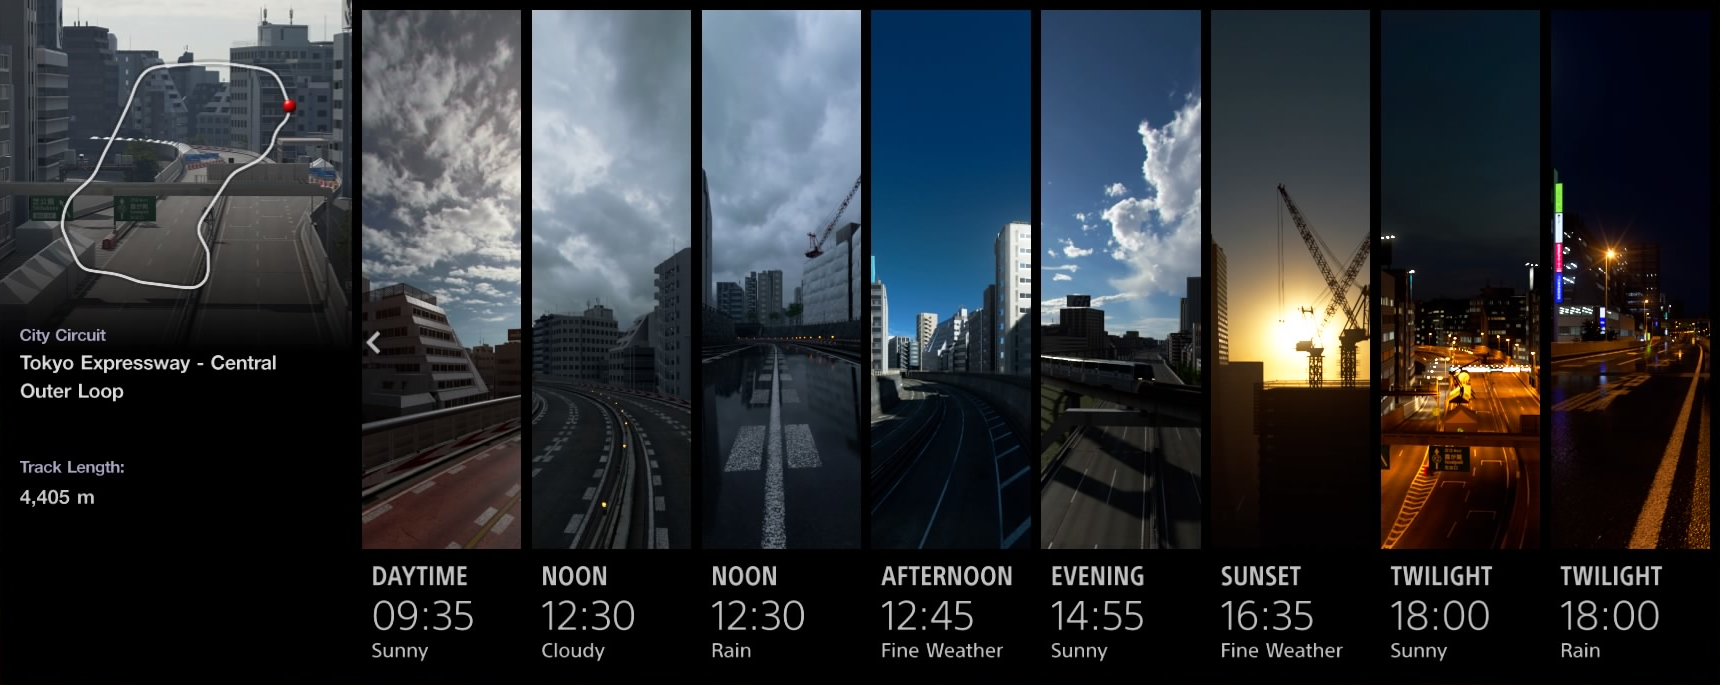 City Circuit
Tokyo Expressway - Central
Outer Loop
Track Length:
4,405 m
DAYTIME
09:35
Sunny
NOON
12:30
Cloudy
NOON
12:30
Rain
AFTERNOON
12:45
Fine Weather
EVENING
14:55
Sunny
SUNSET
16:35
Fine Weather
TWILIGHT
18:00
Sunny
TWILIGHT
18:00
Rain